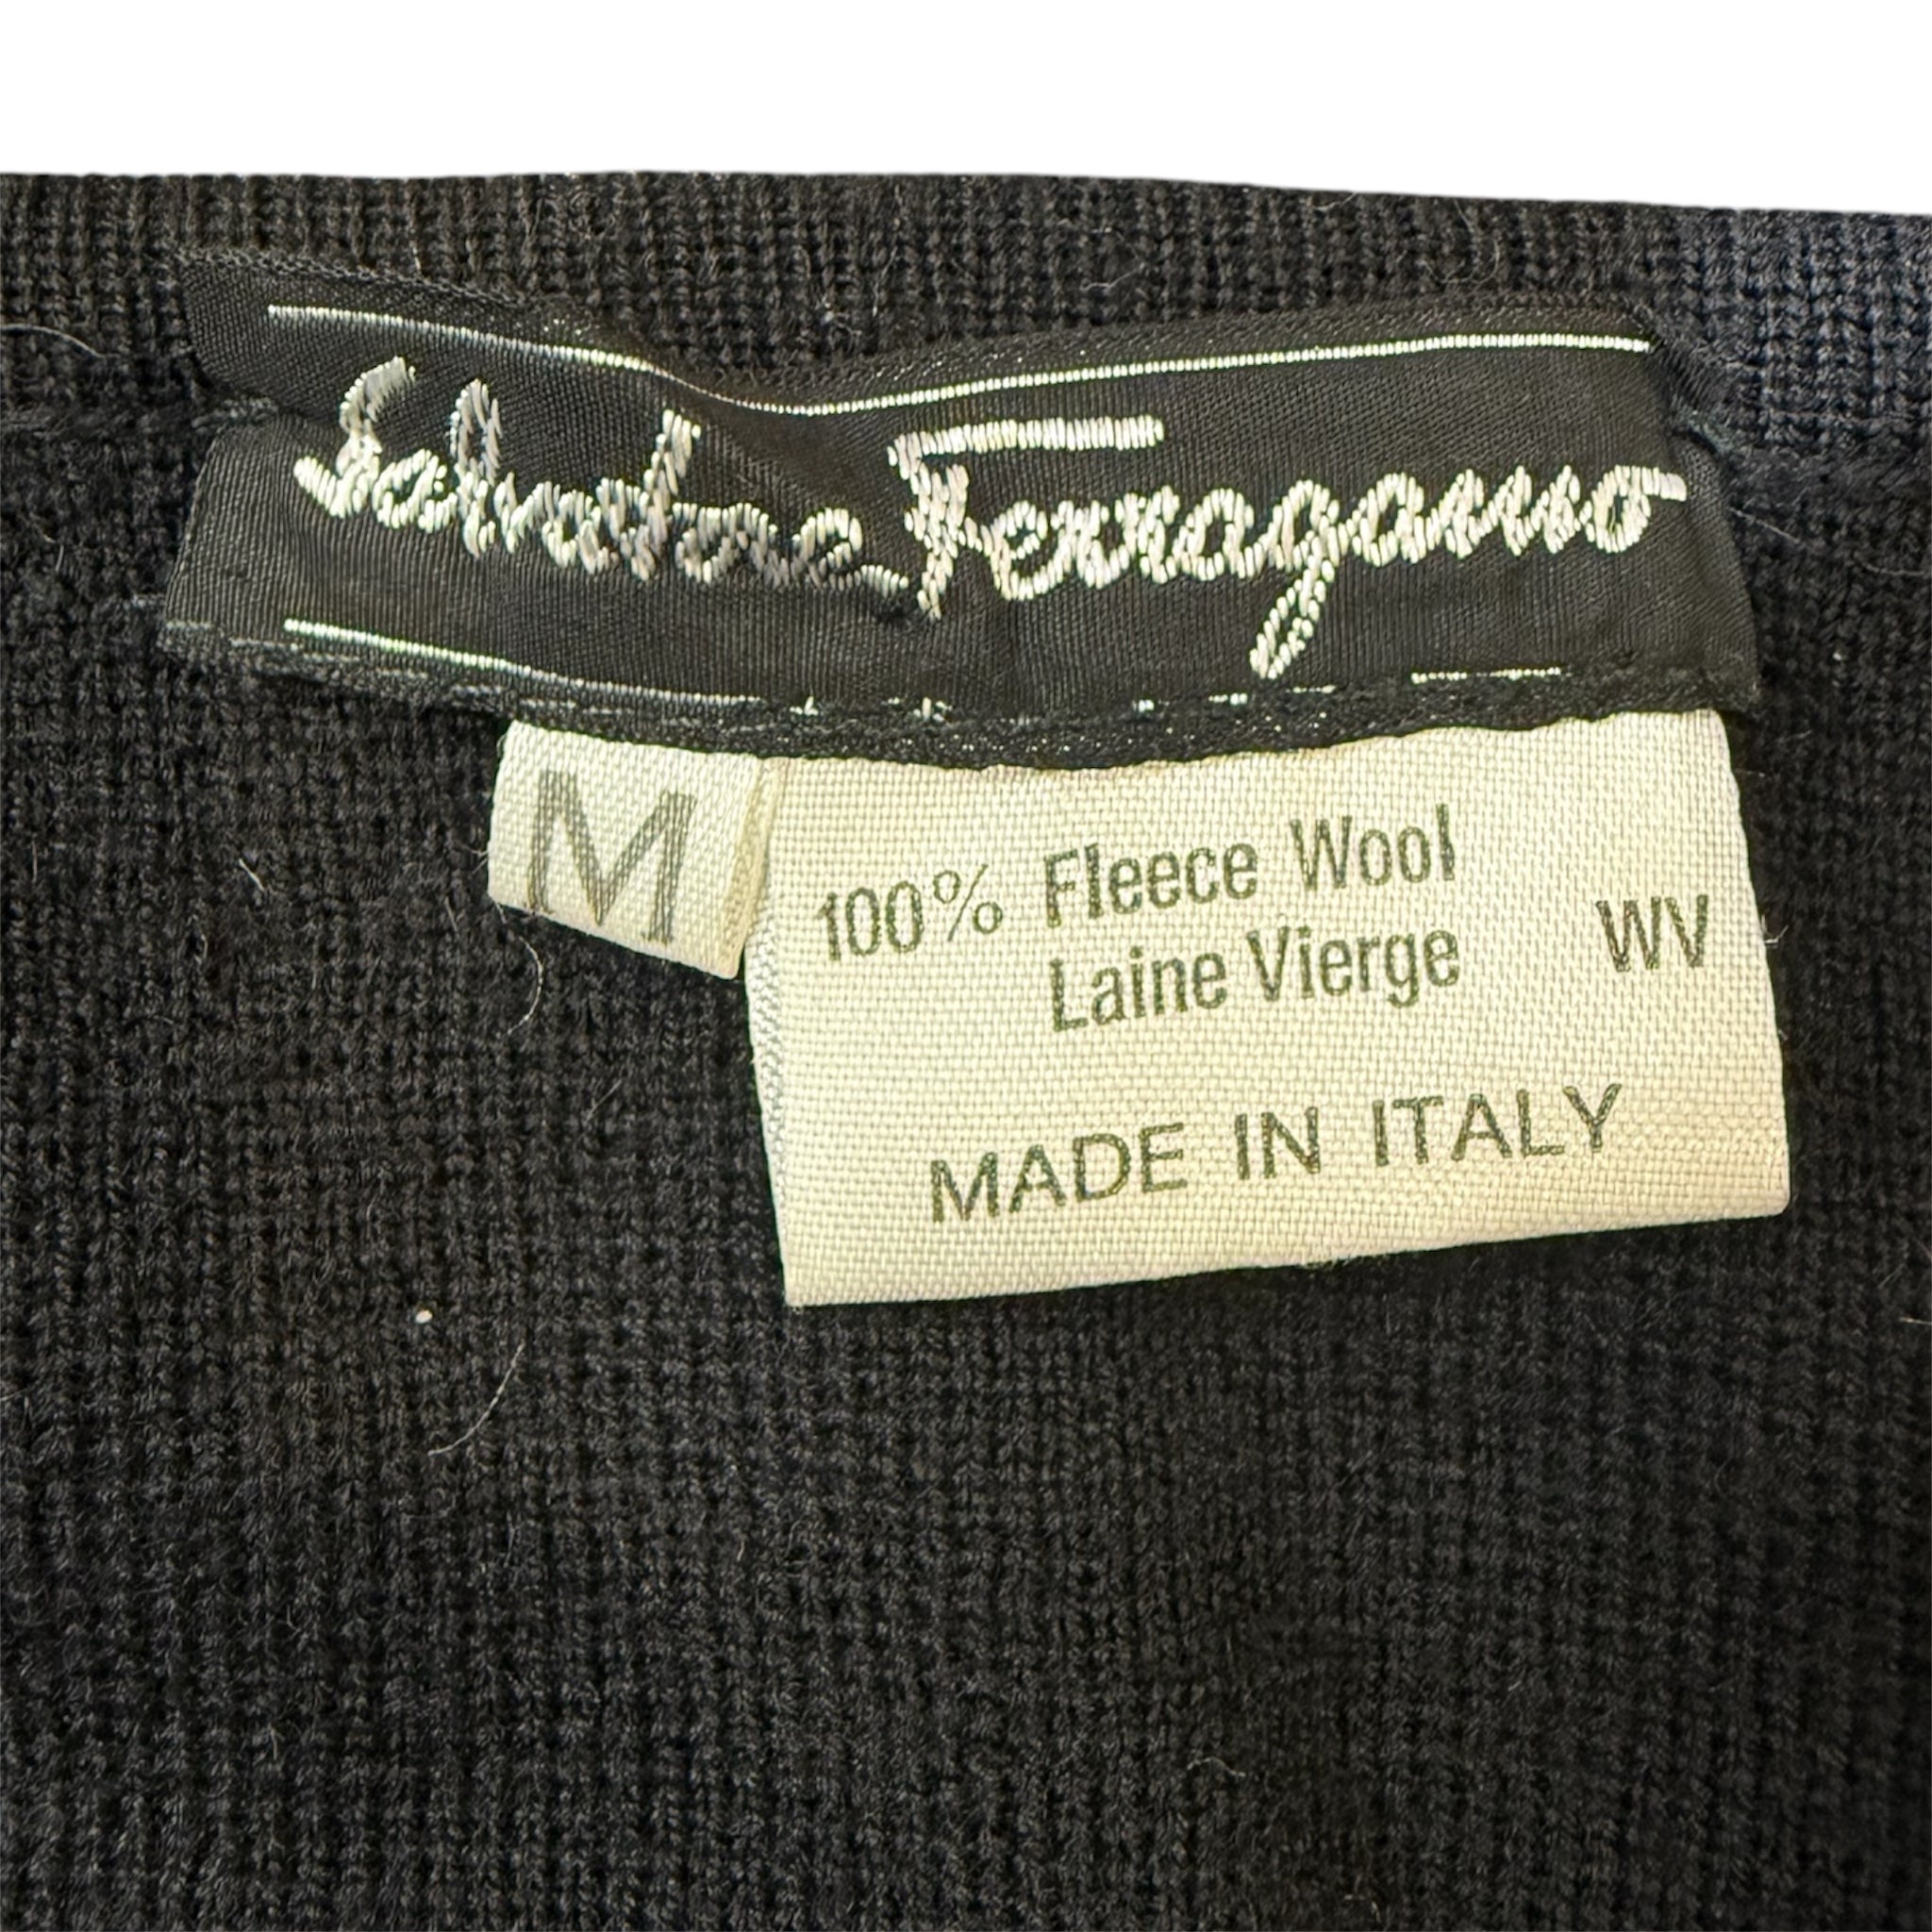 Salvatore Ferragamo
M
100% Fleece Wool
Laine Vierge WV
MADE IN ITALY